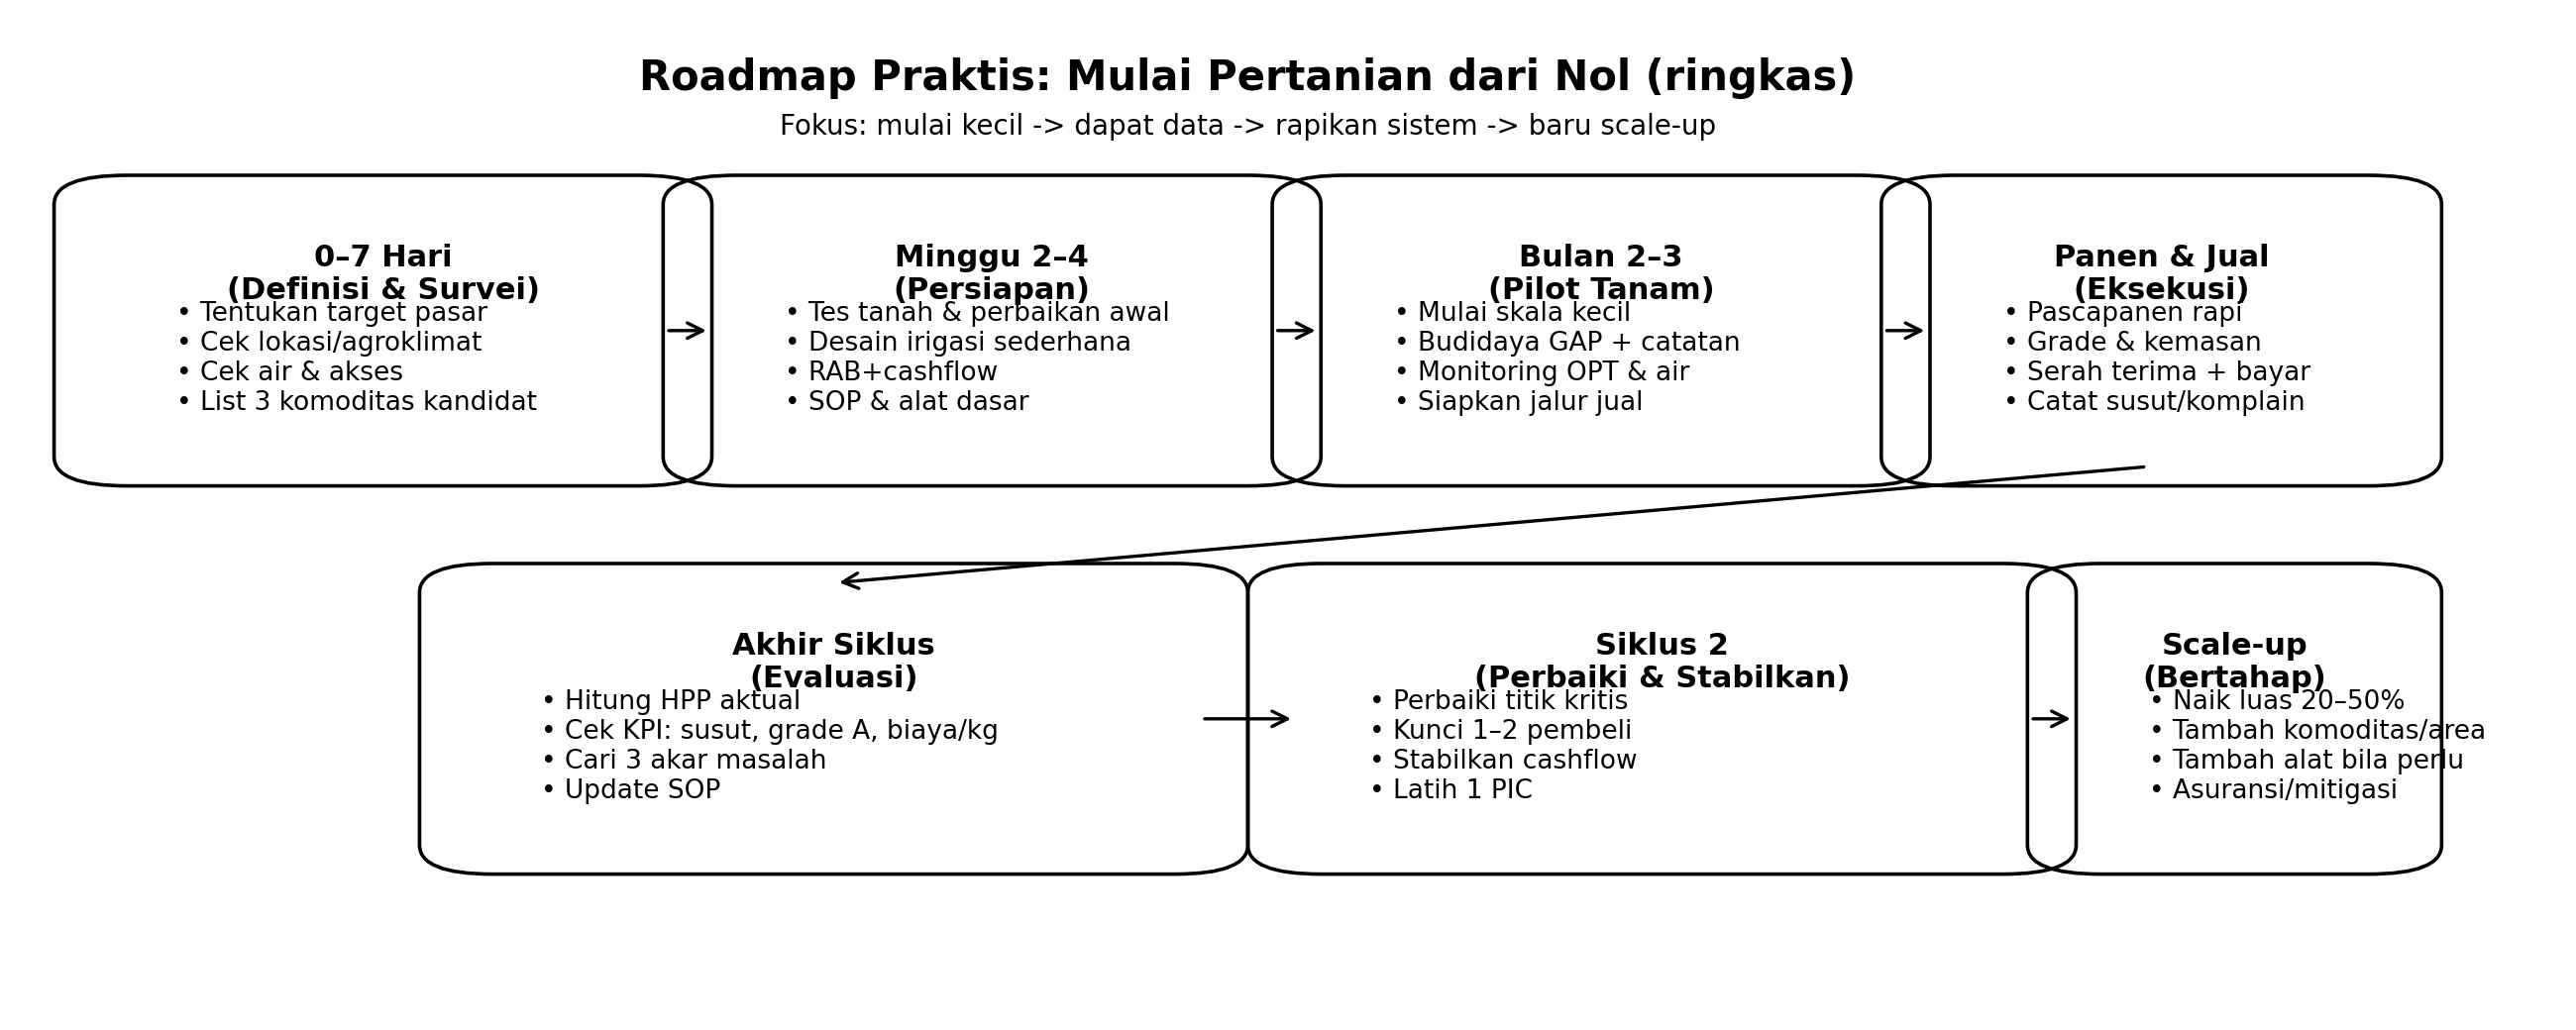 Roadmap Praktis: Mulai Pertanian dari Nol (ringkas)
Fokus: mulai kecil -> dapat data -> rapikan sistem -> baru scale-up
0–7 Hari
(Definisi & Survei)
• Tentukan target pasar
• Cek lokasi/agroklimat
• Cek air & akses
• List 3 komoditas kandidat
Minggu 2–4
(Persiapan)
• Tes tanah & perbaikan awal
• Desain irigasi sederhana
• RAB+cashflow
• SOP & alat dasar
Bulan 2–3
(Pilot Tanam)
• Mulai skala kecil
• Budidaya GAP + catatan
• Monitoring OPT & air
• Siapkan jalur jual
Panen & Jual
(Eksekusi)
• Pascapanen rapi
• Grade & kemasan
• Serah terima + bayar
• Catat susut/komplain
Akhir Siklus
(Evaluasi)
• Hitung HPP aktual
• Cek KPI: susut, grade A, biaya/kg
• Cari 3 akar masalah
• Update SOP
Siklus 2
(Perbaiki & Stabilkan)
• Perbaiki titik kritis
• Kunci 1–2 pembeli
• Stabilkan cashflow
• Latih 1 PIC
Scale-up
(Bertahap)
• Naik luas 20–50%
• Tambah komoditas/area
• Tambah alat bila perlu
• Asuransi/mitigasi